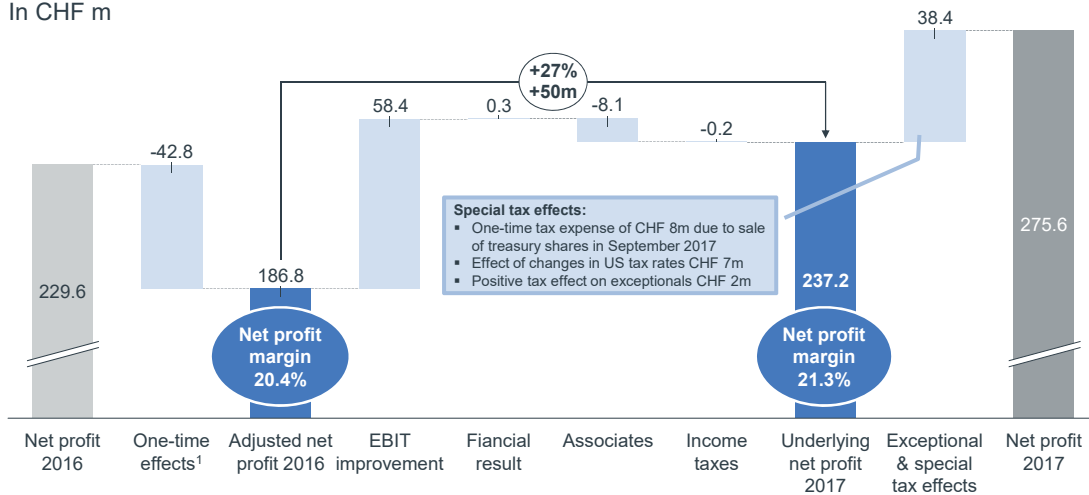 In CHF m
38.4
+27%
+50m
58.4
0.3
-8.1
-0.2
-42.8
Special tax effects:
▪ One-time tax expense of CHF 8m due to sale
of treasury shares in September 2017
▪ Effect of changes in US tax rates CHF 7m
▪ Positive tax effect on exceptionals CHF 2m
275.6
229.6
186.8
237.2
Net profit
margin
20.4%
Net profit
margin
21.3%
Net profit
2016
One-time
effects¹
Adjusted net
profit 2016
EBIT
improvement
Fiancial
result
Associates
Income
taxes
Underlying
net profit
2017
Exceptional
& special
tax effects
Net profit
2017